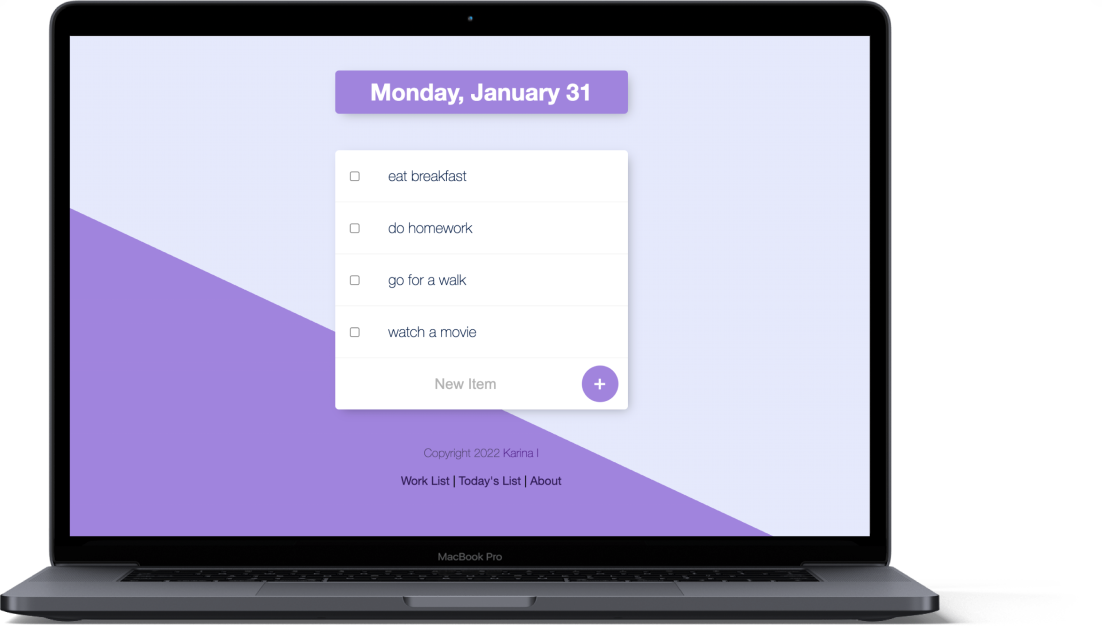 Monday, January 31
eat breakfast
do homework
go for a walk
watch a movie
New Item
+
Copyright 2022 Karina I
Work List | Today's List | About
MacBook Pro